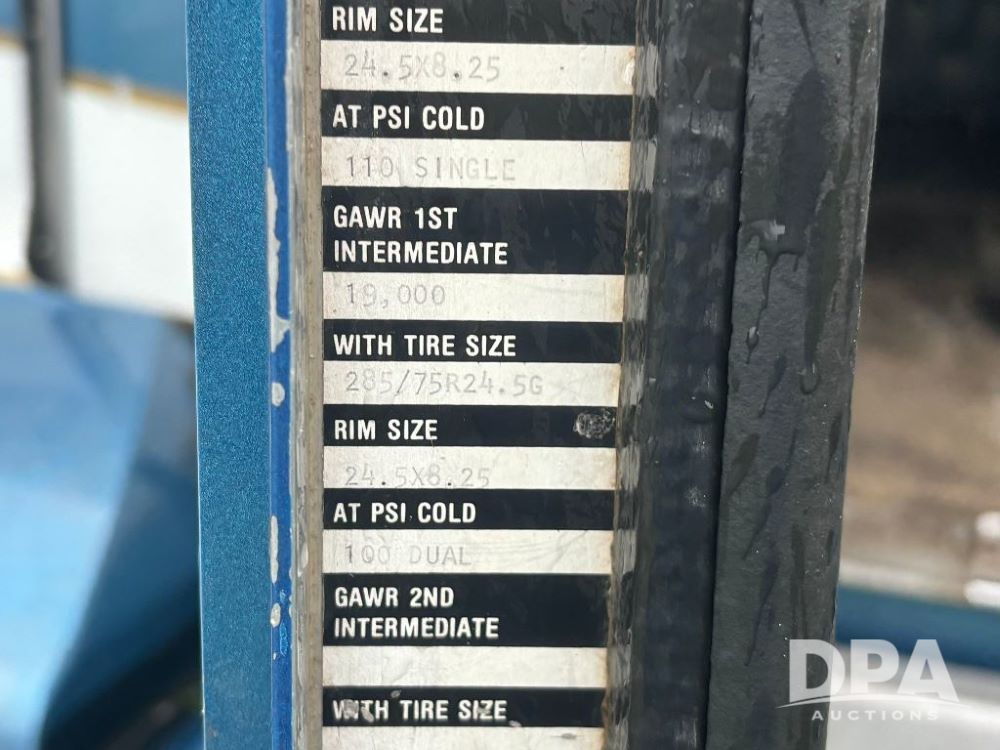 RIM SIZE
24.5X8.25
AT PSI COLD
110 SINGLE
GAWR 1ST
INTERMEDIATE
19,000
WITH TIRE SIZE
285/75R24.5G
RIM SIZE
24.5X8.25
AT PSI COLD
100 DUAL
GAWR 2ND
INTERMEDIATE
WITH TIRE SIZE
DPA
AUCTIONS